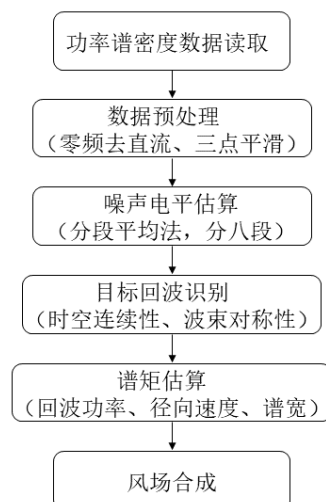 功率谱密度数据读取
数据预处理
（零频去直流、三点平滑）
噪声电平估算
（分段平均法，分八段）
目标回波识别
（时空连续性、波束对称性）
谱矩估算
（回波功率、径向速度、谱宽）
风场合成